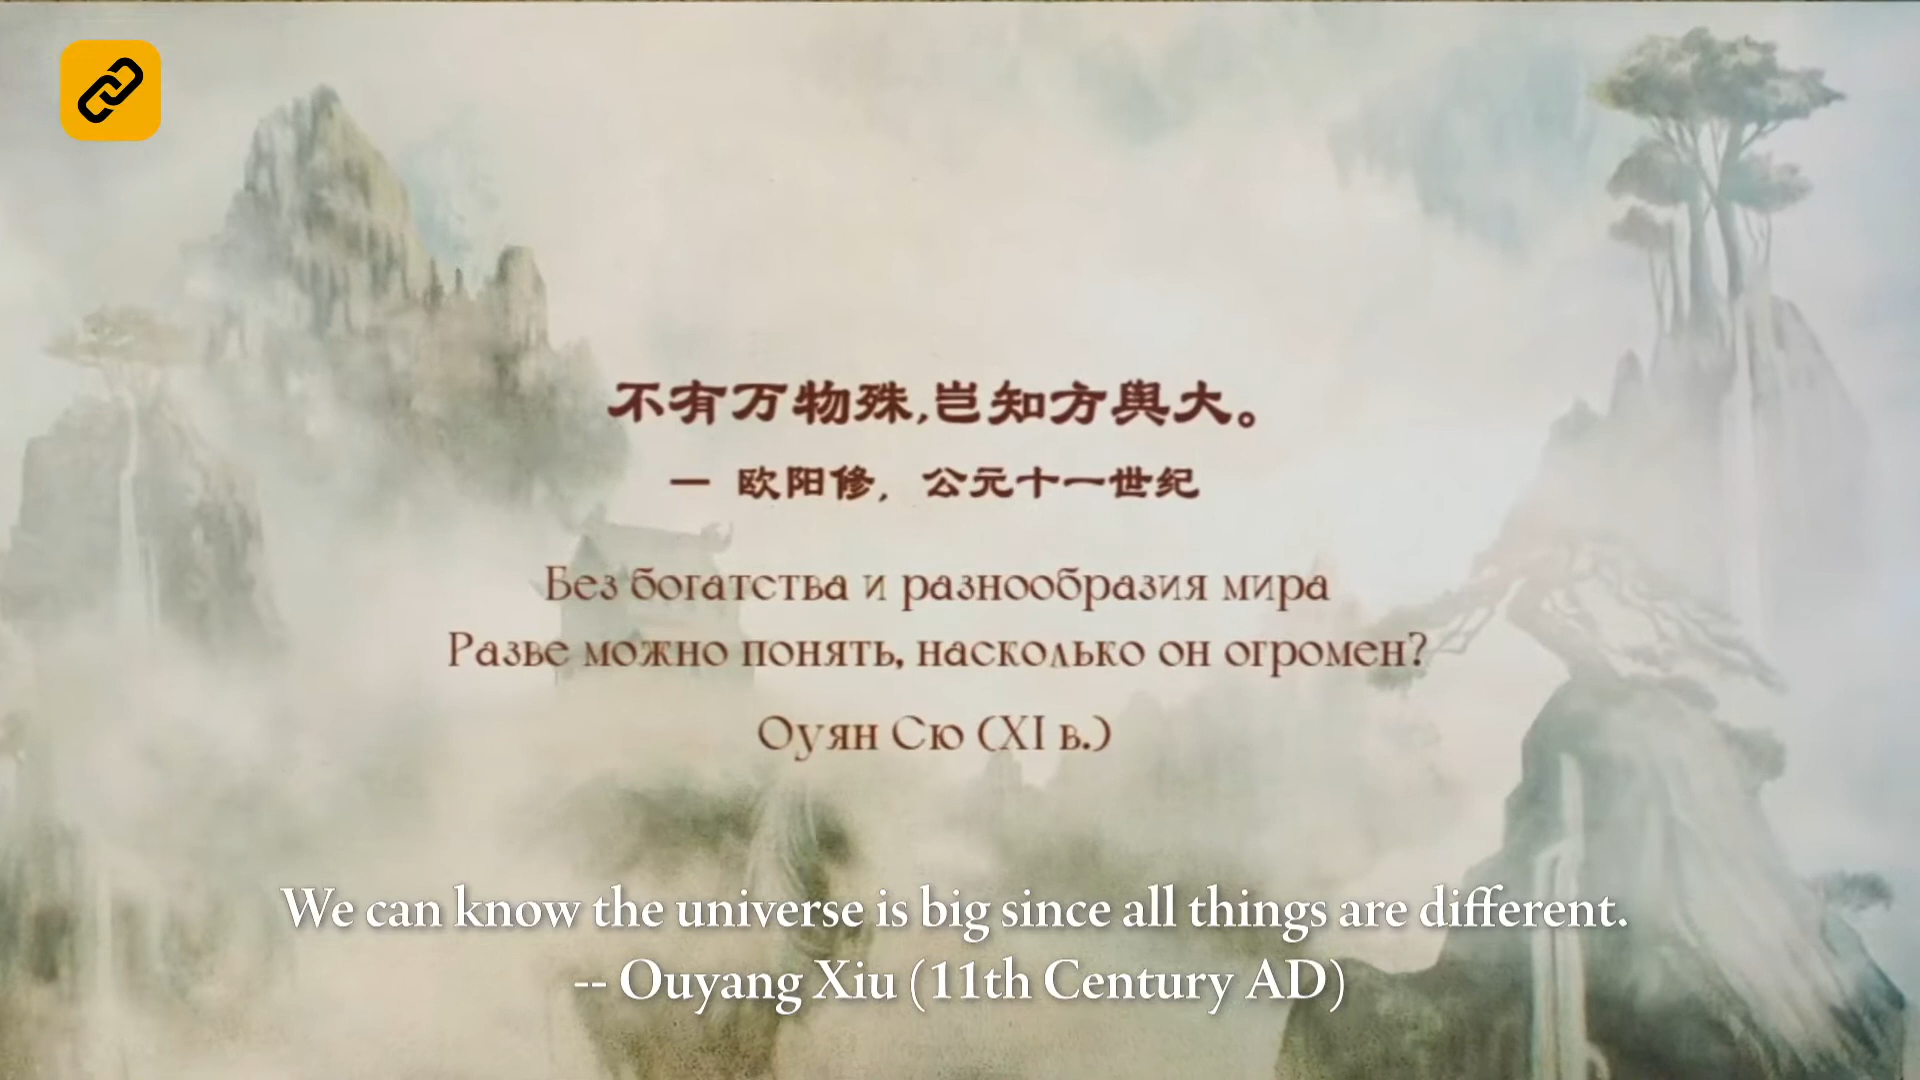 不有万物殊,岂知方舆大。
— 欧阳修, 公元十一世纪
Без богатства и разнообразия мира
Разве можно понять, насколько он огромен?
Оуян Сю (XI в.)
We can know the universe is big since all things are different.
-- Ouyang Xiu (11th Century AD)